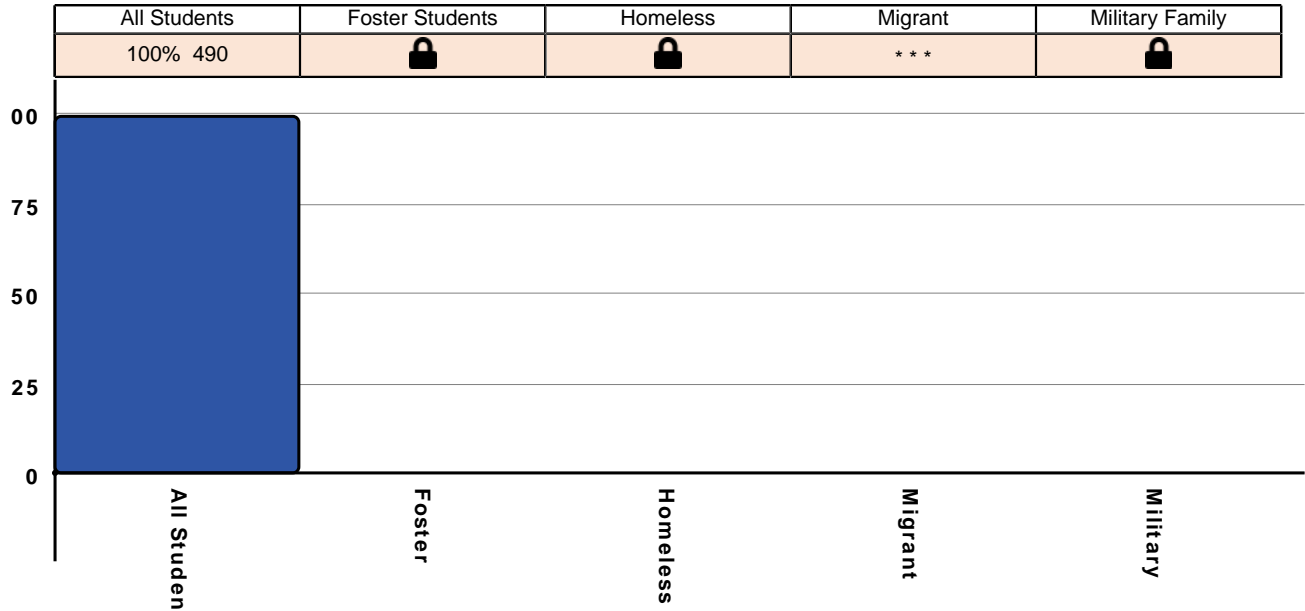 All Students Foster Students Homeless Migrant Military Family
100% 490 * * *
00
75
50
25
0
All Studen
Foster
Homeless
Migrant
Military